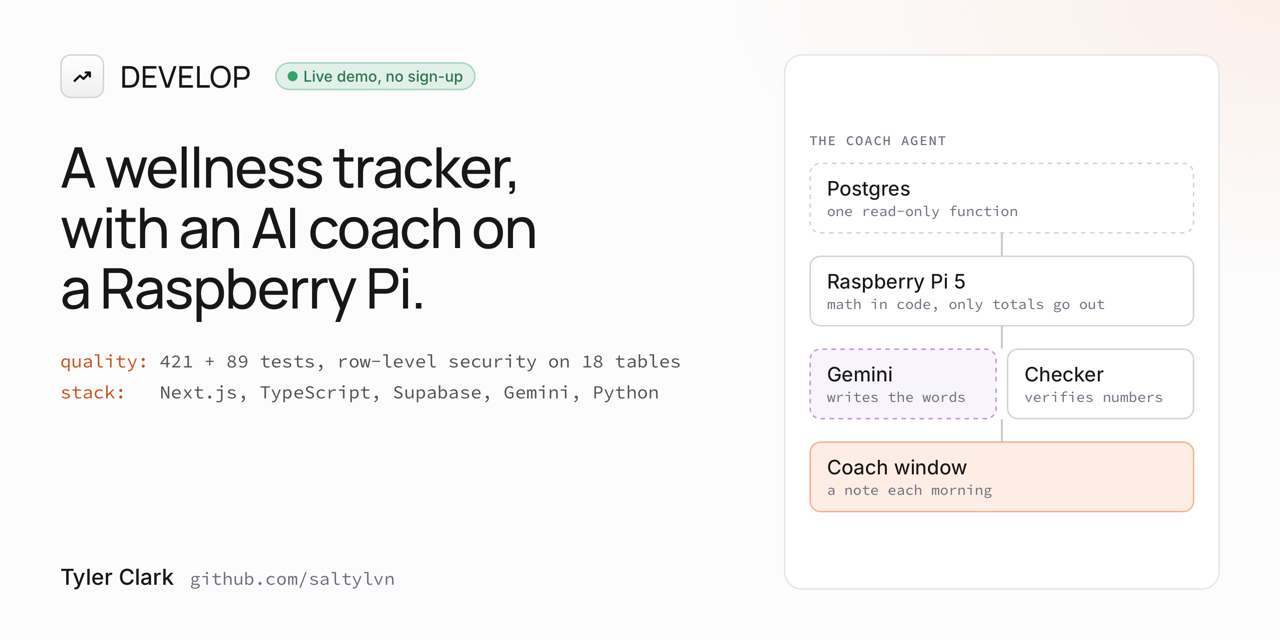 DEVELOP
Live demo, no sign-up
A wellness tracker,
with an AI coach on
a Raspberry Pi.
quality: 421 + 89 tests, row-level security on 18 tables
stack: Next.js, TypeScript, Supabase, Gemini, Python
Tyler Clark github.com/saltylvn
THE COACH AGENT
Postgres
one read-only function
Raspberry Pi 5
math in code, only totals go out
Gemini
writes the words
Checker
verifies numbers
Coach window
a note each morning